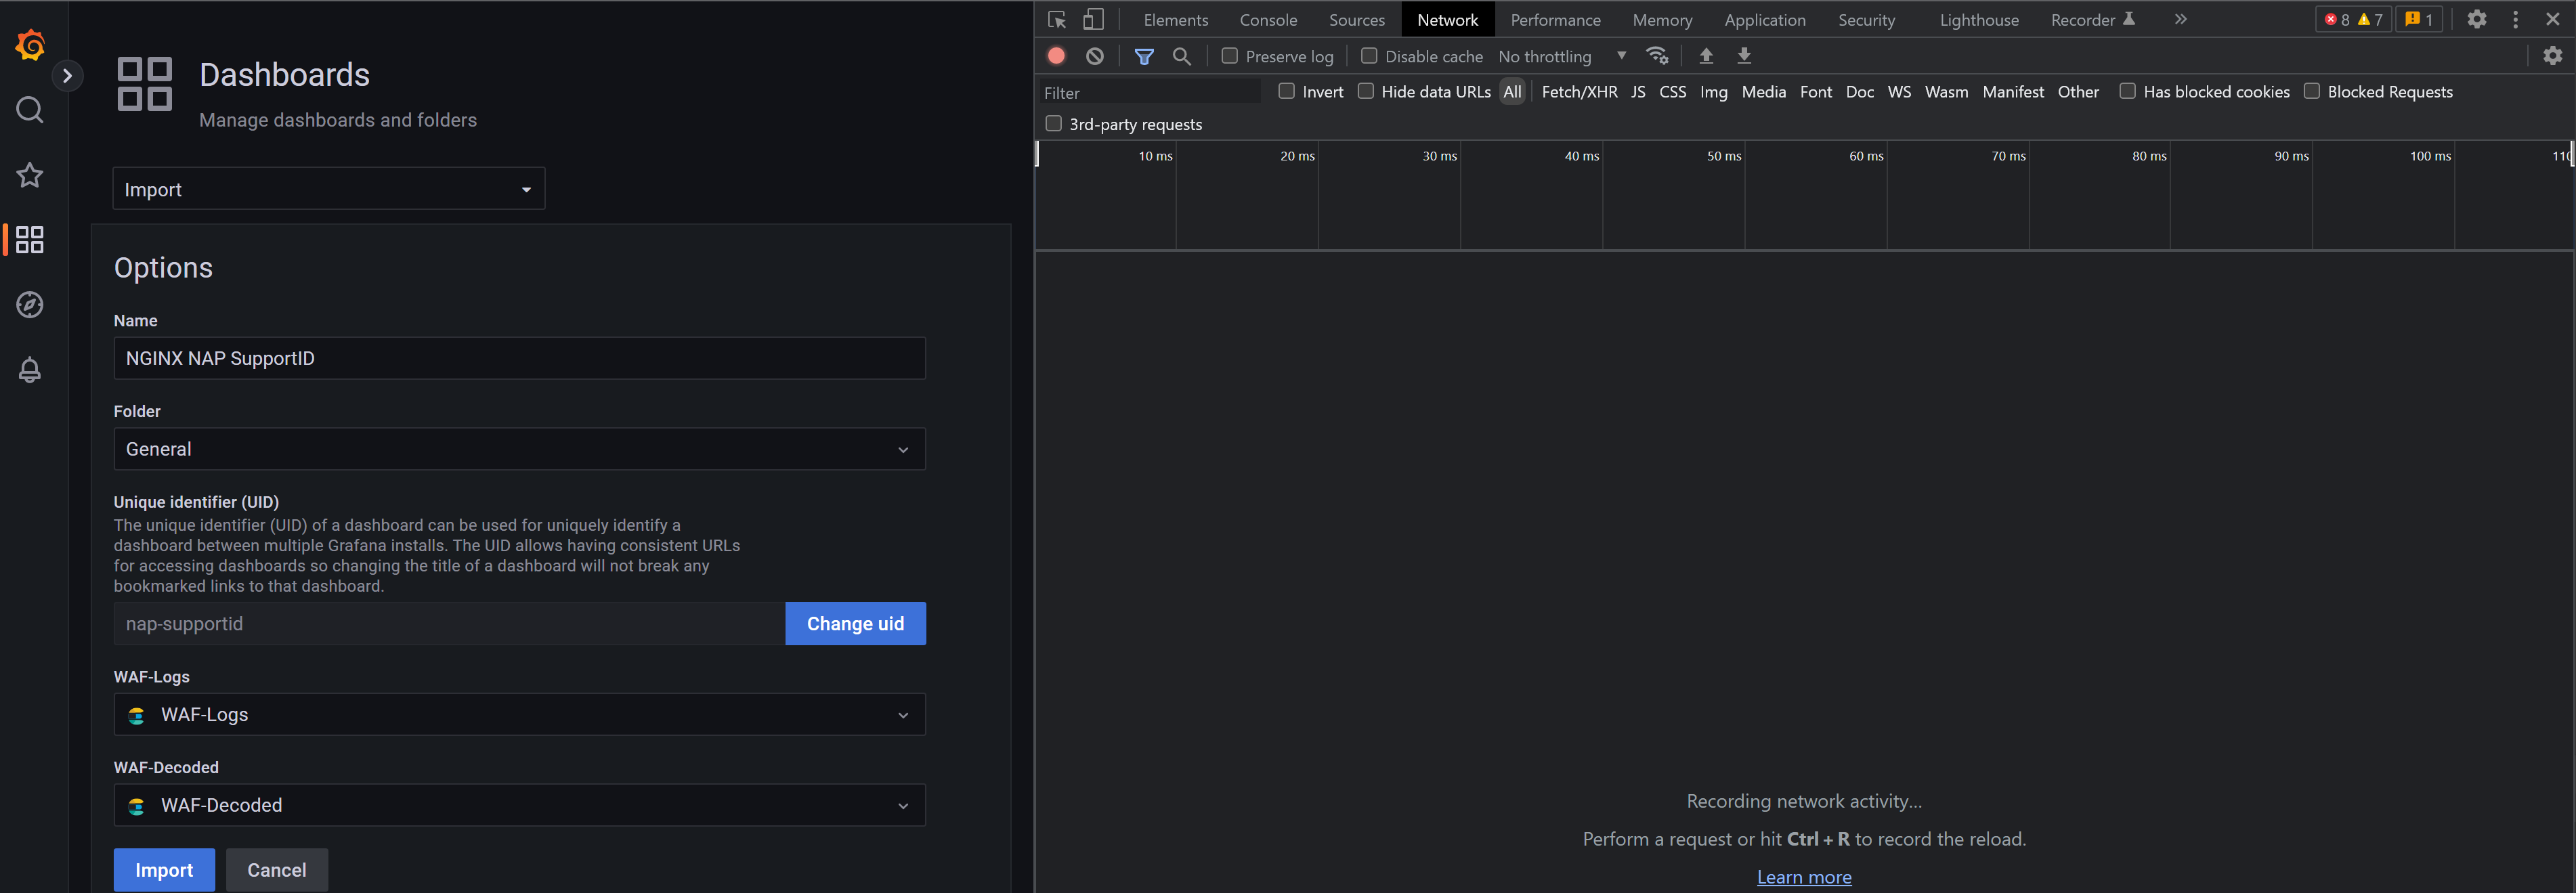 Dashboards
Manage dashboards and folders
Import
Options
Name
NGINX NAP SupportID
Folder
General
Unique identifier (UID)
The unique identifier (UID) of a dashboard can be used for uniquely identify a
dashboard between multiple Grafana installs. The UID allows having consistent URLs
for accessing dashboards so changing the title of a dashboard will not break any
bookmarked links to that dashboard.
nap-supportid Change uid
WAF-Logs
WAF-Logs
WAF-Decoded
WAF-Decoded
Import Cancel
Elements Console Sources Network Performance Memory Application Security Lighthouse Recorder 8 7 1
Preserve log Disable cache No throttling
Filter Invert Hide data URLs All Fetch/XHR JS CSS Img Media Font Doc WS Wasm Manifest Other Has blocked cookies Blocked Requests
3rd-party requests
10 ms 20 ms 30 ms 40 ms 50 ms 60 ms 70 ms 80 ms 90 ms 100 ms 110
Recording network activity...
Perform a request or hit Ctrl + R to record the reload.
Learn more